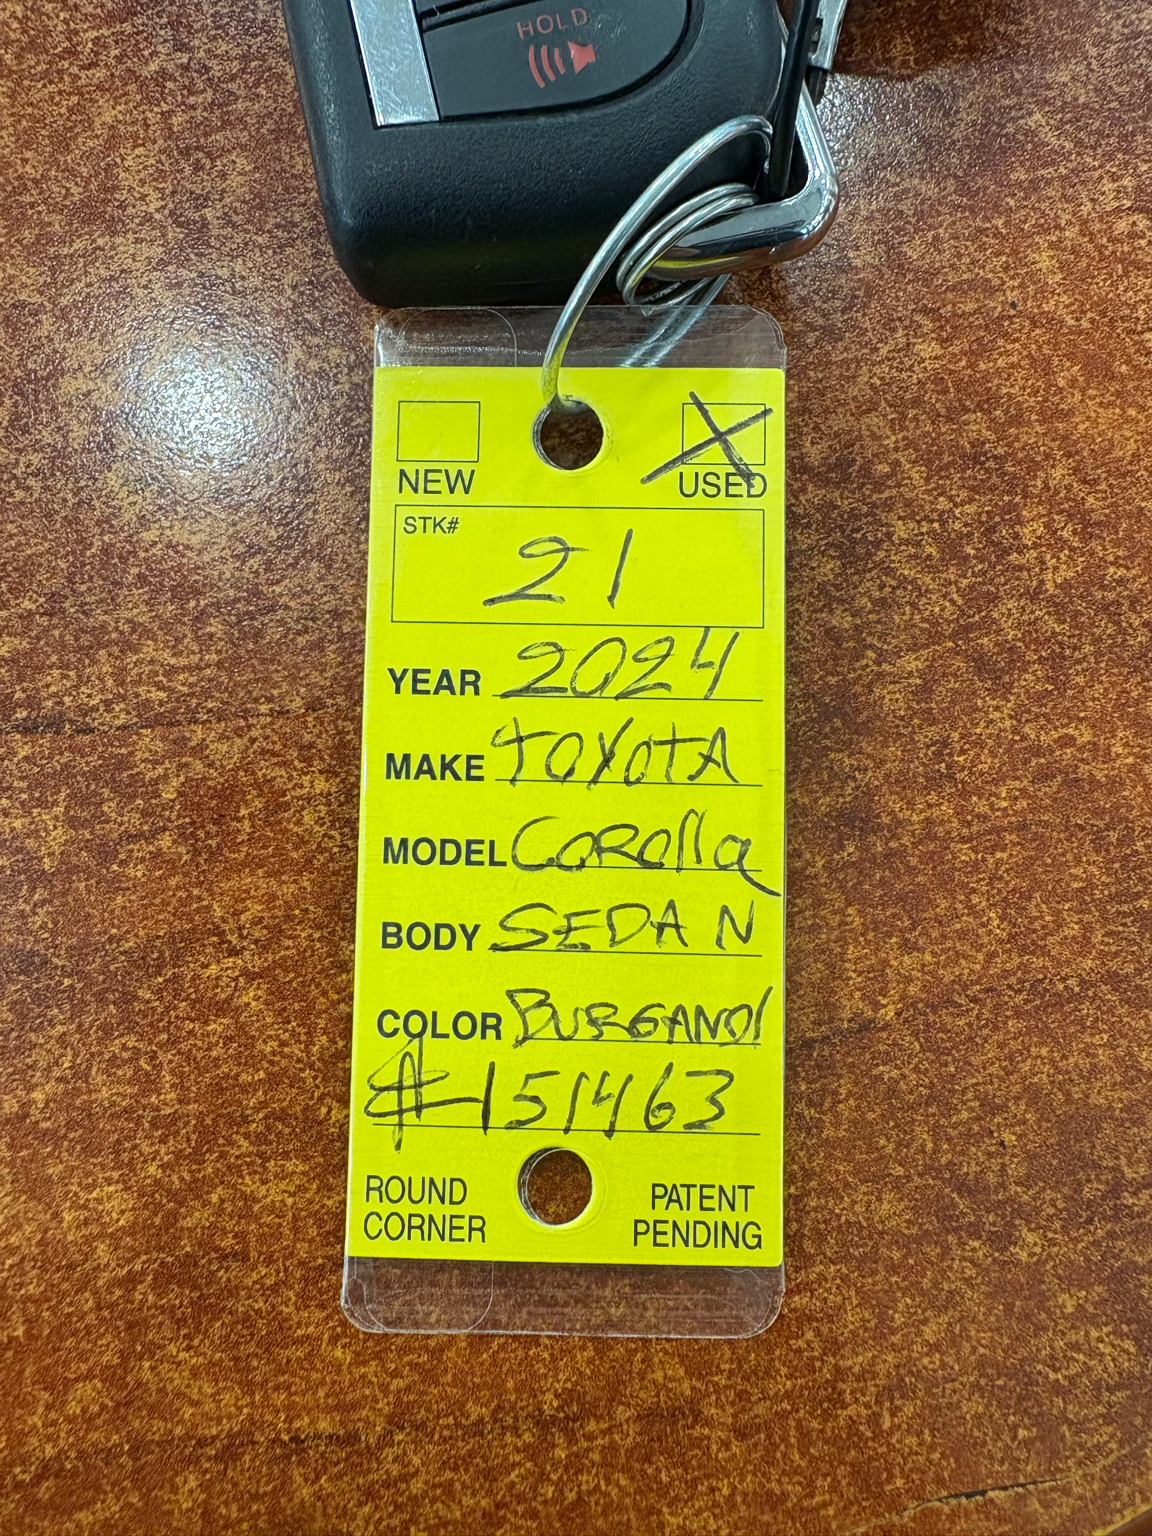 HOLD
NEW USED
STK#
21
YEAR 2024
MAKE TOYOTA
MODEL COROlla
BODY SEDAN
COLOR BURGANDI
#151463
ROUND CORNER
PATENT PENDING